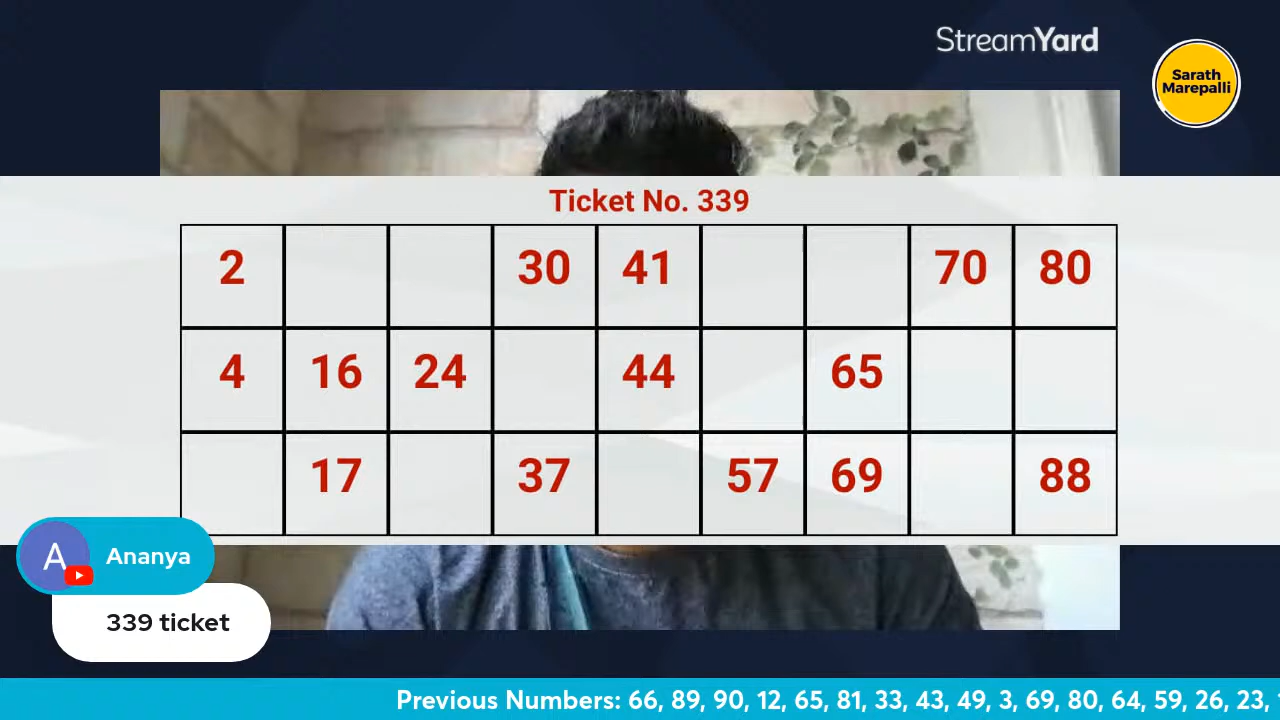 StreamYard
Sarath
Marepalli
Ticket No. 339
2 30 41 70 80
4 16 24 44 65
17 37 57 69 88
A Ananya
339 ticket
Previous Numbers: 66, 89, 90, 12, 65, 81, 33, 43, 49, 3, 69, 80, 64, 59, 26, 23,